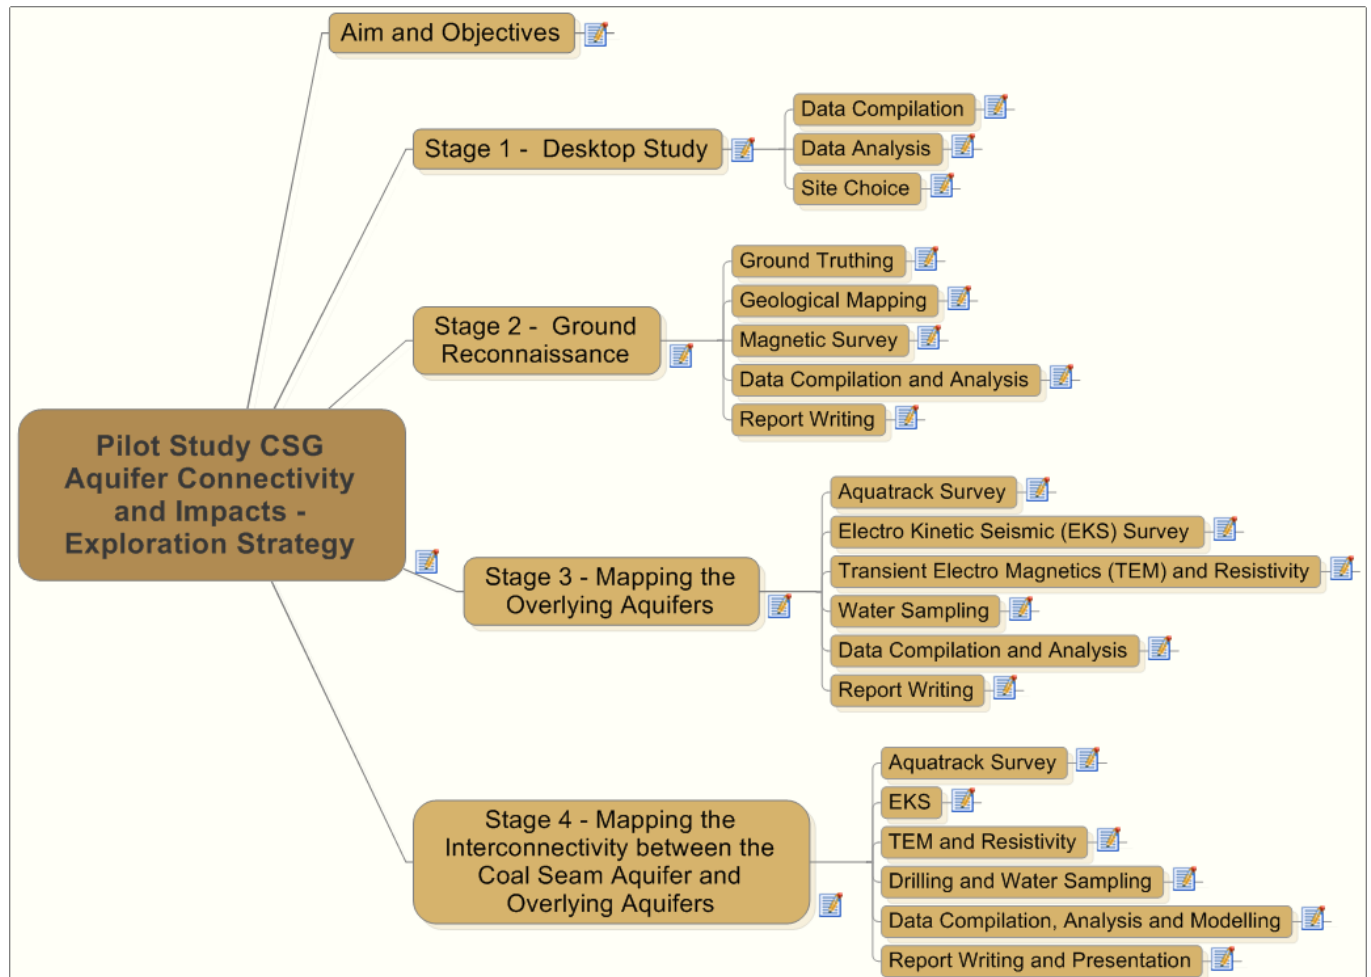 Aim and Objectives
Stage 1 - Desktop Study
Data Compilation
Data Analysis
Site Choice
Stage 2 - Ground
Reconnaissance
Ground Truthing
Geological Mapping
Magnetic Survey
Data Compilation and Analysis
Report Writing
Pilot Study CSG
Aquifer Connectivity
and Impacts -
Exploration Strategy
Stage 3 - Mapping the
Overlying Aquifers
Aquatrack Survey
Electro Kinetic Seismic (EKS) Survey
Transient Electro Magnetics (TEM) and Resistivity
Water Sampling
Data Compilation and Analysis
Report Writing
Stage 4 - Mapping the
Interconnectivity between the
Coal Seam Aquifer and
Overlying Aquifers
Aquatrack Survey
EKS
TEM and Resistivity
Drilling and Water Sampling
Data Compilation, Analysis and Modelling
Report Writing and Presentation